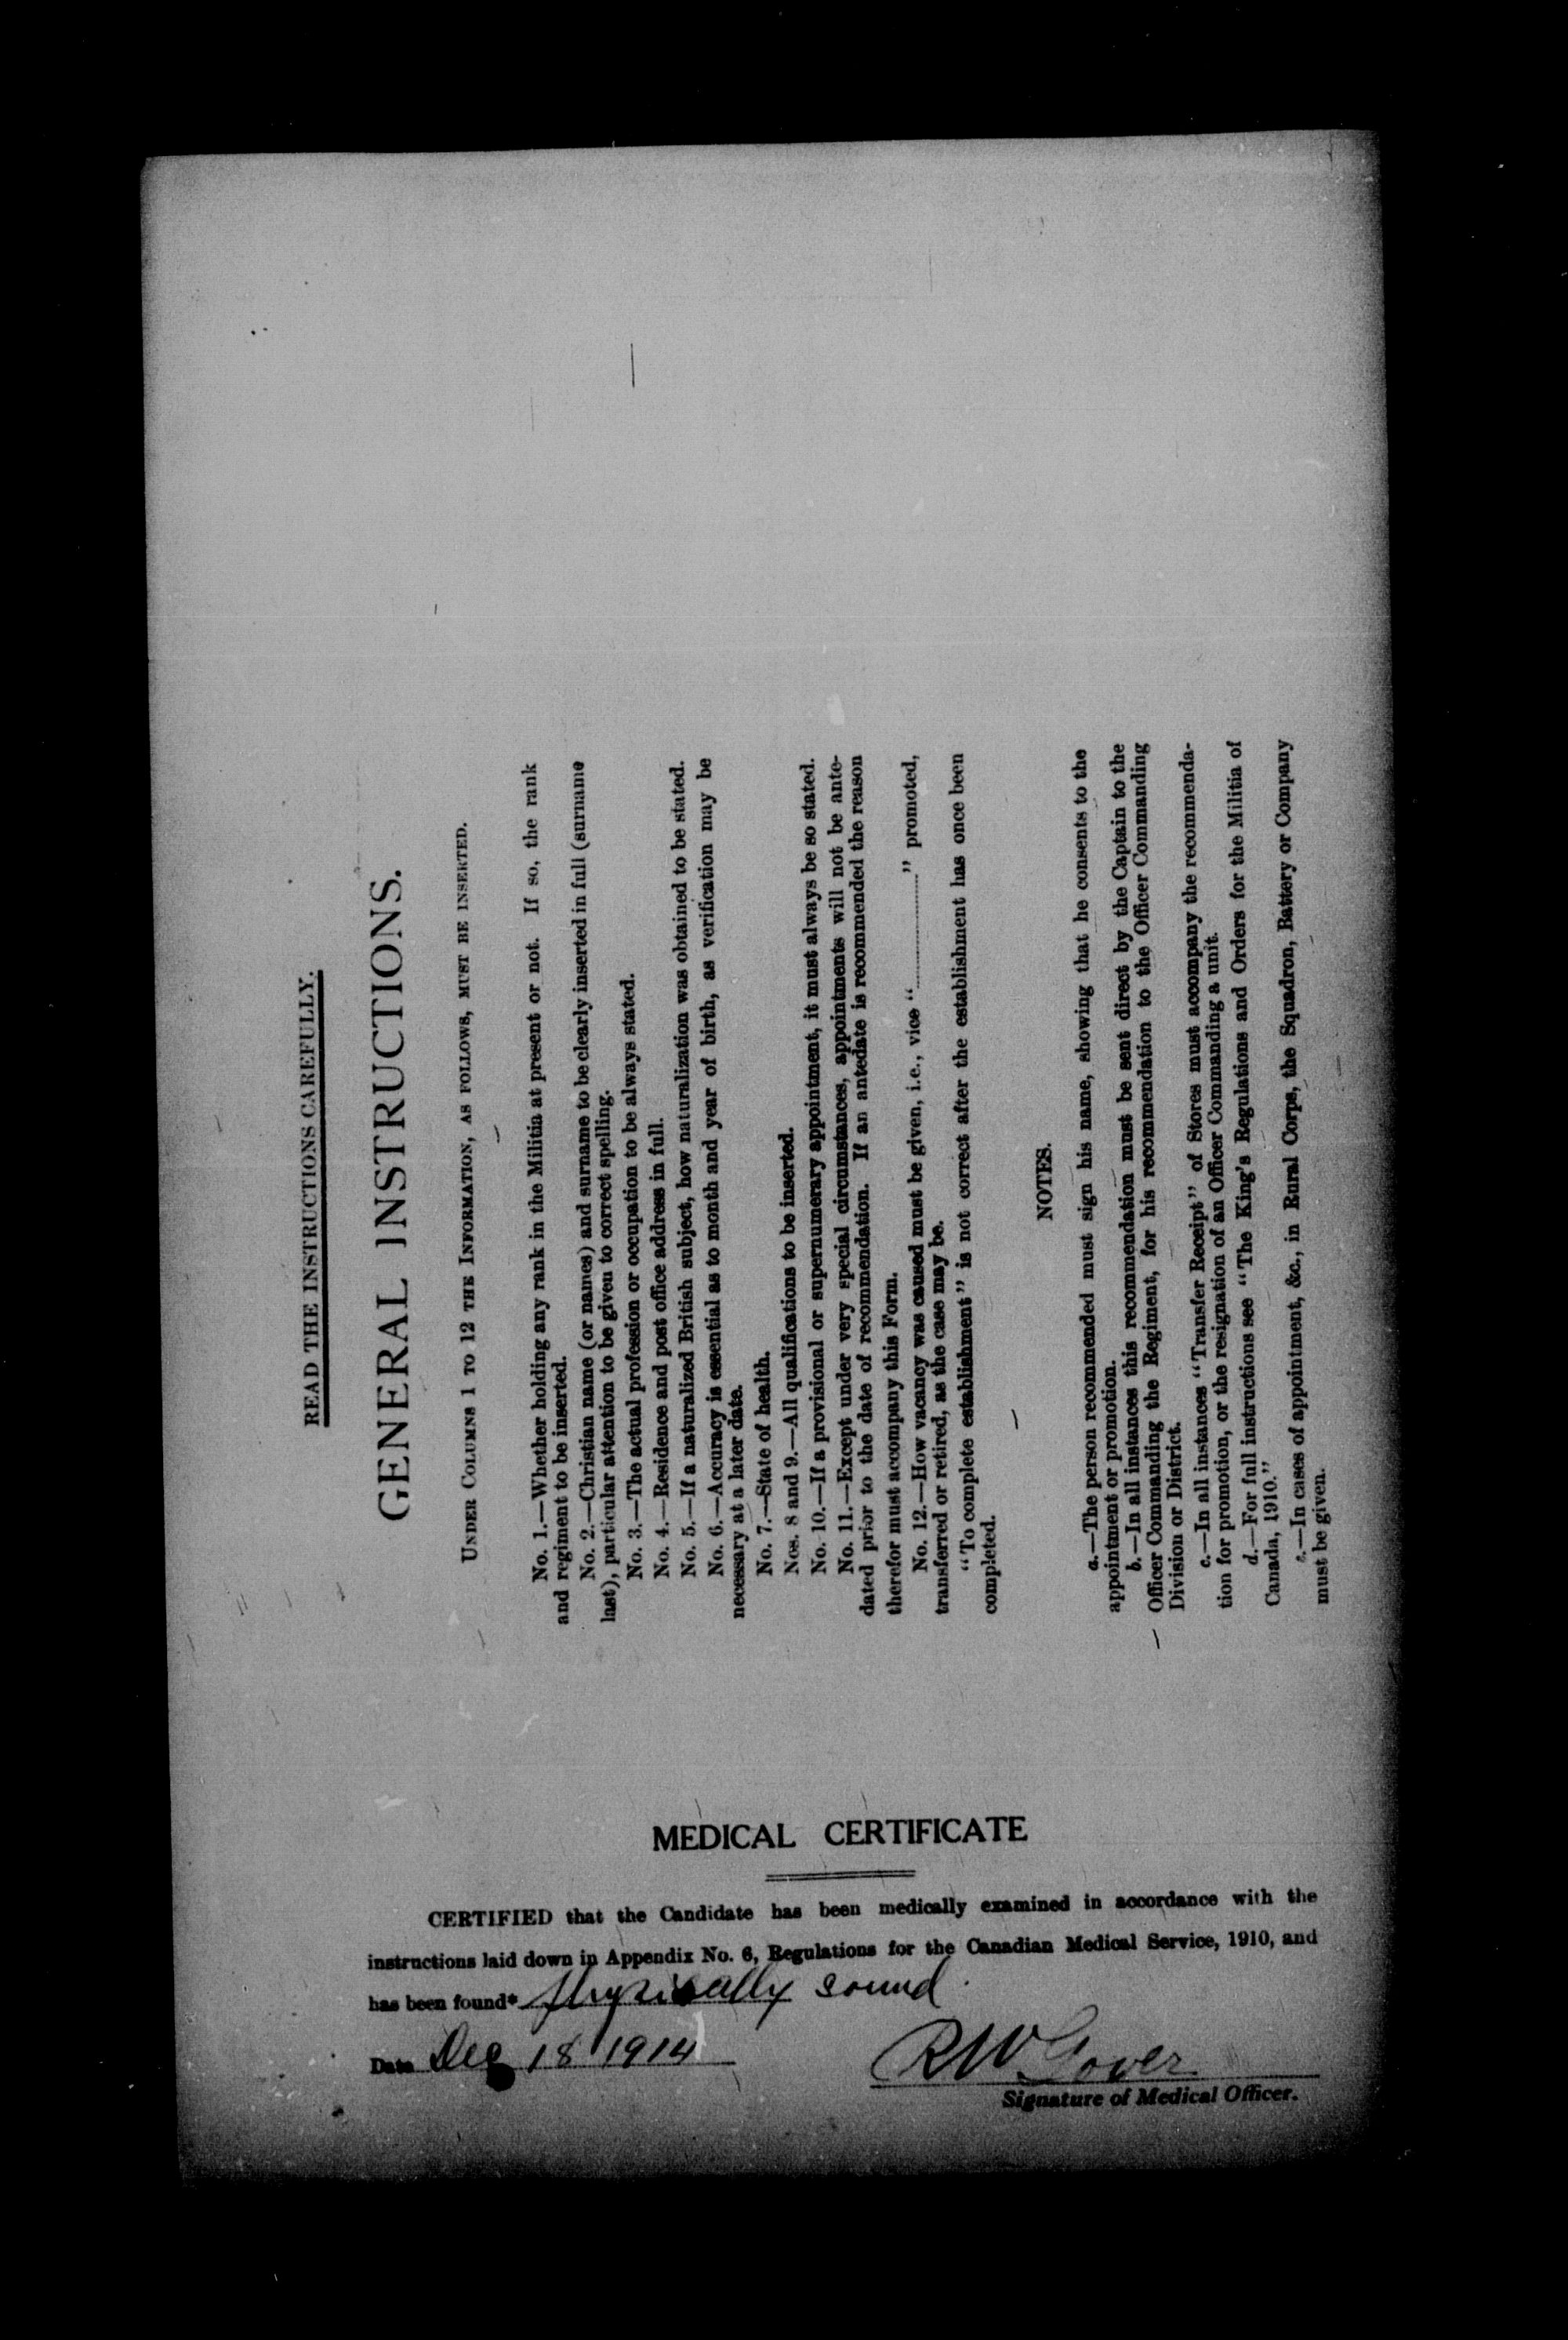 READ THE INSTRUCTIONS CAREFULLY.
GENERAL INSTRUCTIONS.
UNDER COLUMNS 1 TO 12 THE INFORMATION, AS FOLLOWS, MUST BE INSERTED.
No. 1.—Whether holding any rank in the Militia at present or not. If so, the rank
and regiment to be inserted.
No. 2.—Christian name (or names) and surname to be clearly inserted in full (surname
last), particular attention to be given to correct spelling.
No. 3.—The actual profession or occupation to be always stated.
No. 4.—Residence and post office address in full.
No. 5.—If a naturalized British subject, how naturalization was obtained to be stated.
No. 6.—Accuracy is essential as to month and year of birth, as verification may be
necessary at a later date.
No. 7.—State of health.
Nos. 8 and 9.—All qualifications to be inserted.
No. 10.—If a provisional or supernumerary appointment, it must always be so stated.
No. 11.—Except under very special circumstances, appointments will not be ante-
dated prior to the date of recommendation. If an antedate is recommended the reason
therefor must accompany this Form.
No. 12.—How vacancy was caused must be given, i.e., vice "....................." promoted,
transferred or retired, as the case may be.
"To complete establishment" is not correct after the establishment has once been
completed.
NOTES.
a.—The person recommended must sign his name, showing that he consents to the
appointment or promotion.
b.—In all instances this recommendation must be sent direct by the Captain to the
Officer Commanding the Regiment, for his recommendation to the Officer Commanding
Division or District.
c.—In all instances "Transfer Receipt" of Stores must accompany the recommenda-
tion for promotion, or the resignation of an Officer Commanding a unit.
d.—For full instructions see "The King's Regulations and Orders for the Militia of
Canada, 1910."
e.—In cases of appointment, &c., in Rural Corps, the Squadron, Battery or Company
must be given.
MEDICAL CERTIFICATE
CERTIFIED that the Candidate has been medically examined in accordance with the
instructions laid down in Appendix No. 6, Regulations for the Canadian Medical Service, 1910, and
has been found* physically sound.
Date Dec 18 1914
RW Gover
Signature of Medical Officer.